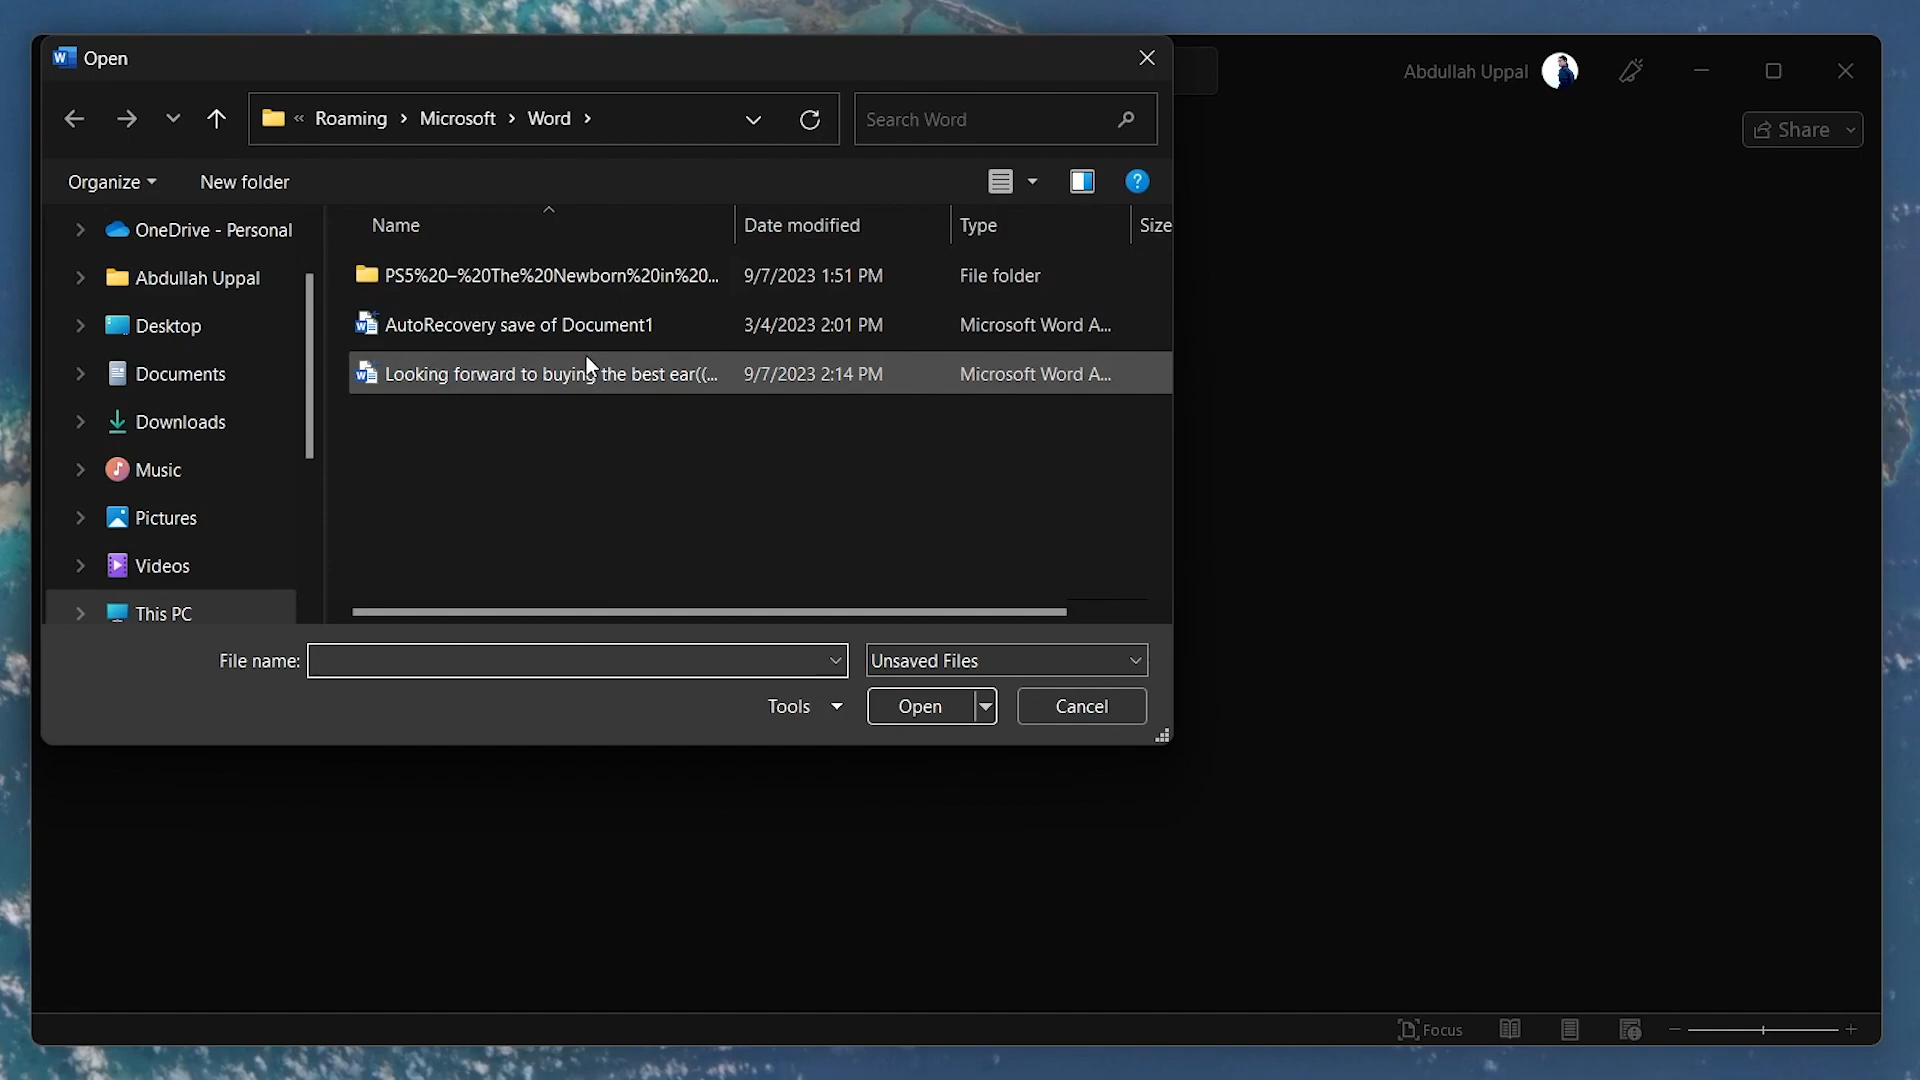 Open
Abdullah Uppal
« Roaming > Microsoft > Word >
Search Word
Share
Organize
New folder
?
Name
Date modified
Type
Size
OneDrive - Personal
Abdullah Uppal
Desktop
Documents
Downloads
Music
Pictures
Videos
This PC
PS5%20–%20The%20Newborn%20in%20... 9/7/2023 1:51 PM File folder
AutoRecovery save of Document1 3/4/2023 2:01 PM Microsoft Word A...
Looking forward to buying the best ear((... 9/7/2023 2:14 PM Microsoft Word A...
File name:
Unsaved Files
Tools
Open
Cancel
Focus